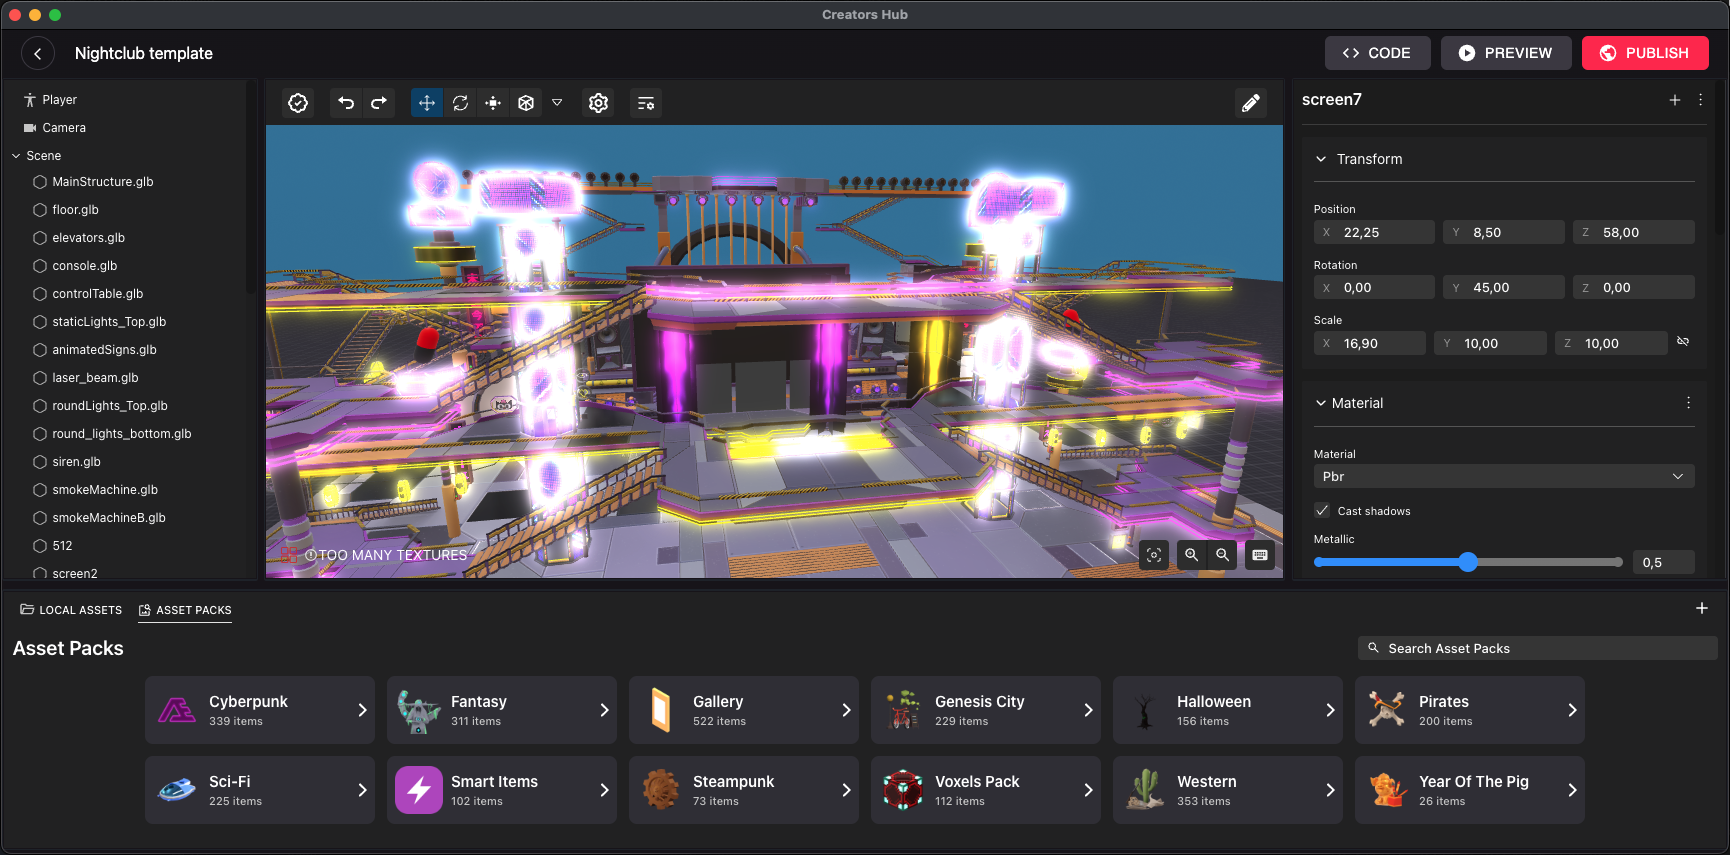 Creators Hub
Nightclub template
CODE
PREVIEW
PUBLISH
Player
Camera
Scene
MainStructure.glb
floor.glb
elevators.glb
console.glb
controlTable.glb
staticLights_Top.glb
animatedSigns.glb
laser_beam.glb
roundLights_Top.glb
round_lights_bottom.glb
siren.glb
smokeMachine.glb
smokeMachineB.glb
512
screen2
TOO MANY TEXTURES
screen7
Transform
Position
X 22,25 Y 8,50 Z 58,00
Rotation
X 0,00 Y 45,00 Z 0,00
Scale
X 16,90 Y 10,00 Z 10,00
Material
Material
Pbr
Cast shadows
Metallic
0,5
LOCAL ASSETS
ASSET PACKS
Asset Packs
Search Asset Packs
Cyberpunk
339 items
Fantasy
311 items
Gallery
522 items
Genesis City
229 items
Halloween
156 items
Pirates
200 items
Sci-Fi
225 items
Smart Items
102 items
Steampunk
73 items
Voxels Pack
112 items
Western
353 items
Year Of The Pig
26 items